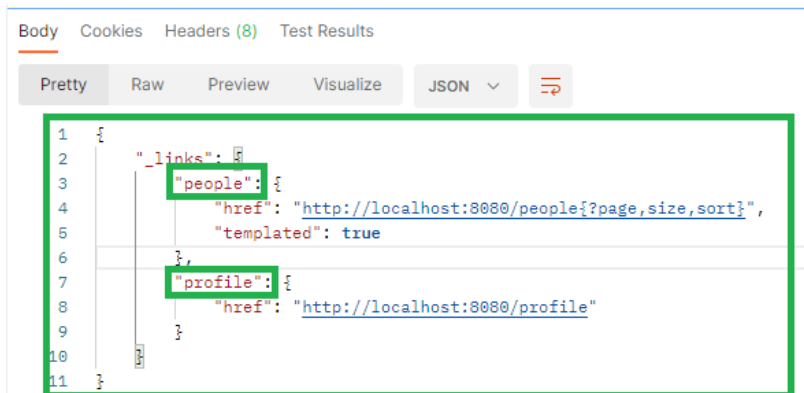 Body Cookies Headers (8) Test Results
Pretty Raw Preview Visualize JSON
1 {
2 "_links": {
3 "people": {
4 "href": "http://localhost:8080/people{?page,size,sort}",
5 "templated": true
6 },
7 "profile": {
8 "href": "http://localhost:8080/profile"
9 }
10 }
11 }